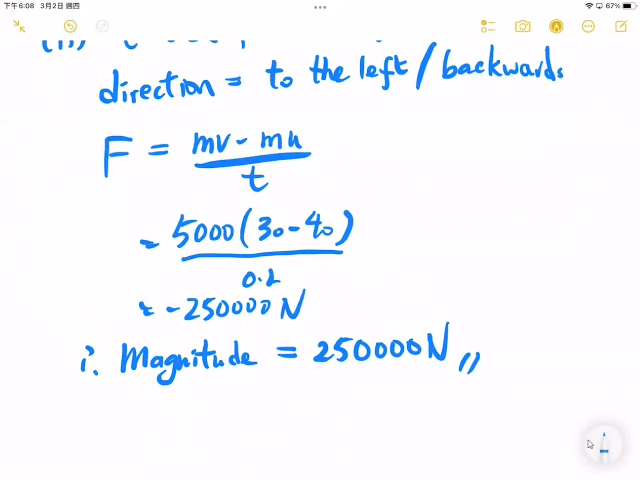 下午6:08 3月2日 週四
67%
direction = to the left / backwards
F = mv - mu
t
= 5000 (30 - 40)
0.2
= -250000 N
∴ Magnitude = 250000N //